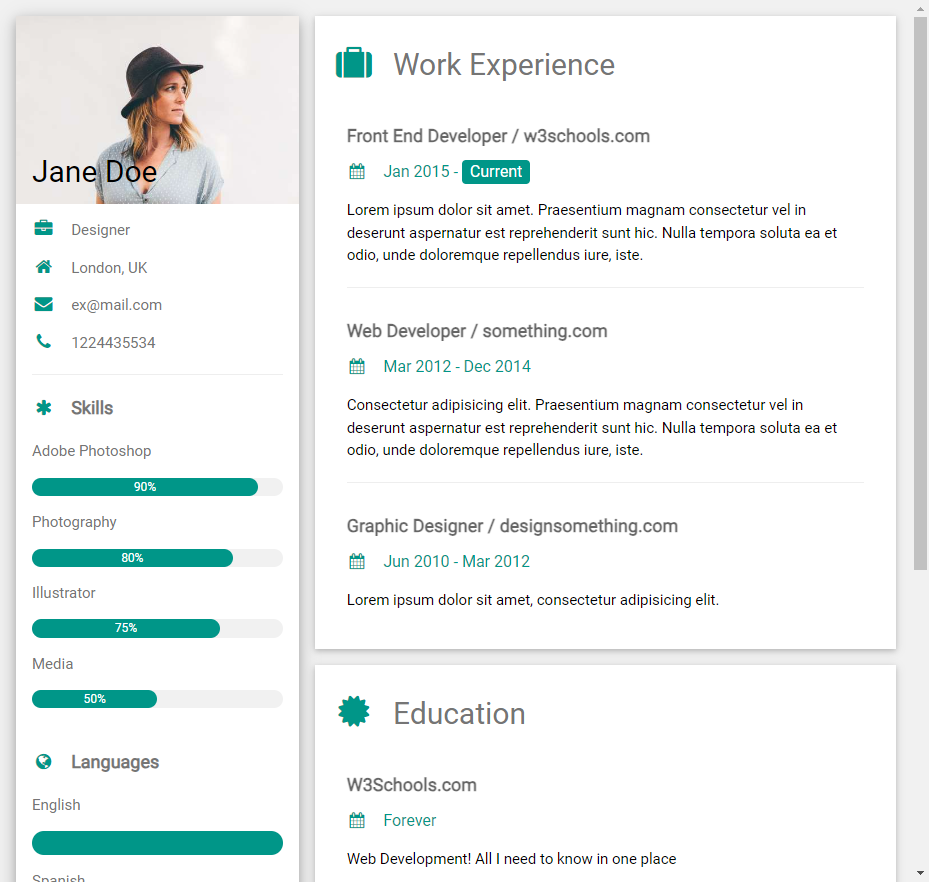 Jane Doe
Designer
London, UK
ex@mail.com
1224435534
Skills
Adobe Photoshop
90%
Photography
80%
Illustrator
75%
Media
50%
Languages
English
Spanish
Work Experience
Front End Developer / w3schools.com
Jan 2015 - Current
Lorem ipsum dolor sit amet. Praesentium magnam consectetur vel in
deserunt aspernatur est reprehenderit sunt hic. Nulla tempora soluta ea et
odio, unde doloremque repellendus iure, iste.
Web Developer / something.com
Mar 2012 - Dec 2014
Consectetur adipisicing elit. Praesentium magnam consectetur vel in
deserunt aspernatur est reprehenderit sunt hic. Nulla tempora soluta ea et
odio, unde doloremque repellendus iure, iste.
Graphic Designer / designsomething.com
Jun 2010 - Mar 2012
Lorem ipsum dolor sit amet, consectetur adipisicing elit.
Education
W3Schools.com
Forever
Web Development! All I need to know in one place